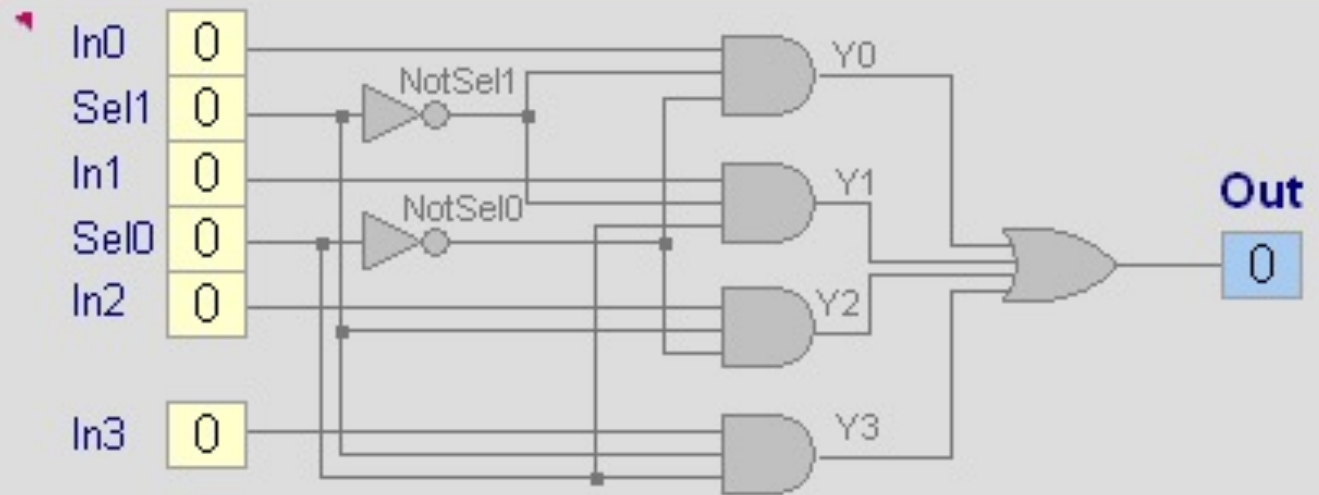 In0 0
Y0
NotSel1
Sel1 0
In1 0
Y1
Out
NotSel0
Sel0 0
0
In2 0
Y2
In3 0
Y3